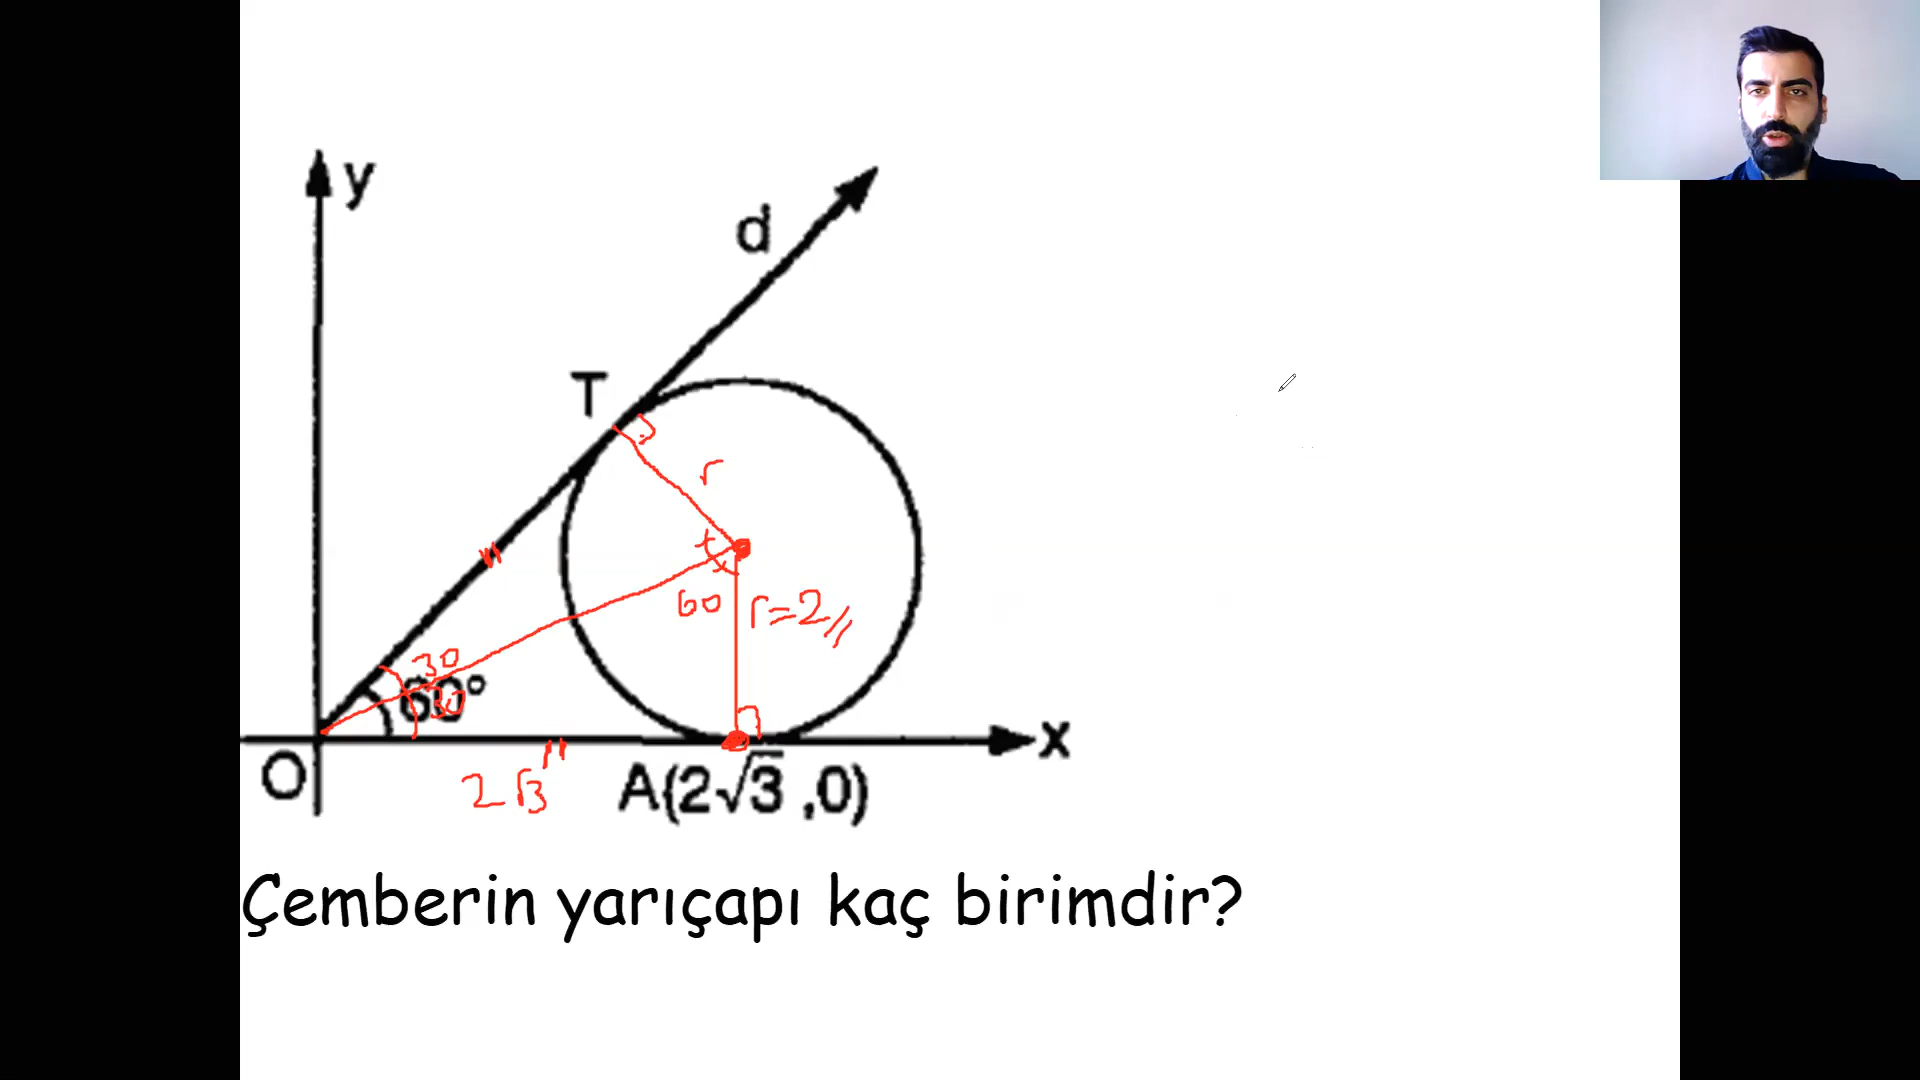 y
d
T
r
x
x
60
r=2//
30
60°
30
x
O
2√3
A(2√3 ,0)
Çemberin yarıçapı kaç birimdir?